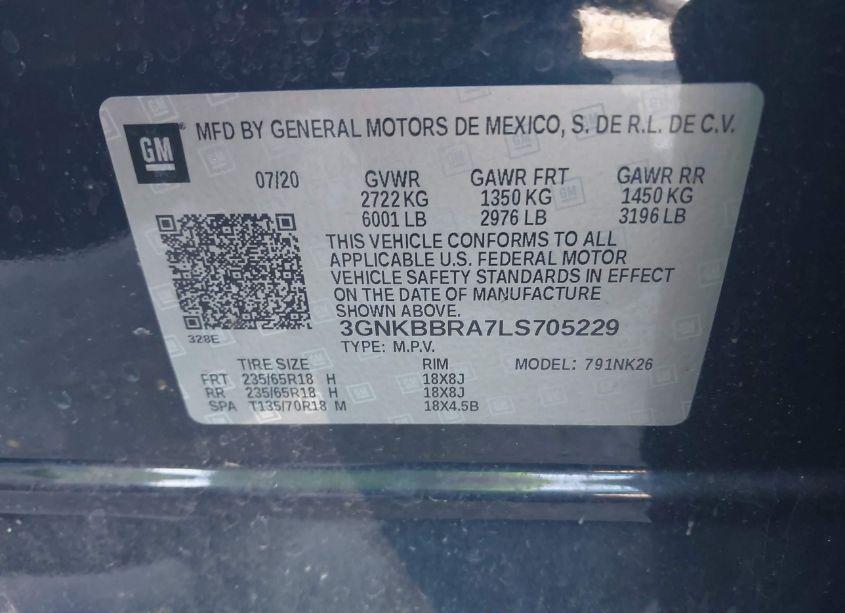 GM
MFD BY GENERAL MOTORS DE MEXICO, S. DE R.L. DE C.V.
07/20 GVWR GAWR FRT GAWR RR
2722 KG 1350 KG 1450 KG
6001 LB 2976 LB 3196 LB
THIS VEHICLE CONFORMS TO ALL
APPLICABLE U.S. FEDERAL MOTOR
VEHICLE SAFETY STANDARDS IN EFFECT
ON THE DATE OF MANUFACTURE
SHOWN ABOVE.
3GNKBBRA7LS705229
328E
TYPE: M.P.V.
TIRE SIZE RIM MODEL: 791NK26
FRT 235/65R18 H 18X8J
RR 235/65R18 H 18X8J
SPA T135/70R18 M 18X4.5B